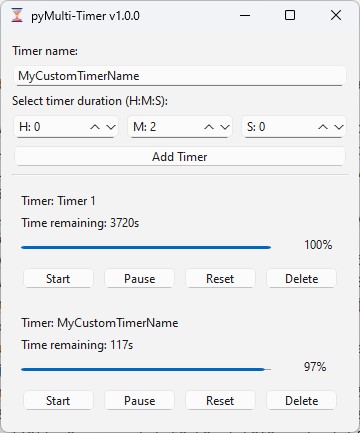 pyMulti-Timer v1.0.0
Timer name:
MyCustomTimerName
Select timer duration (H:M:S):
H: 0 M: 2 S: 0
Add Timer
Timer: Timer 1
Time remaining: 3720s
100%
Start Pause Reset Delete
Timer: MyCustomTimerName
Time remaining: 117s
97%
Start Pause Reset Delete